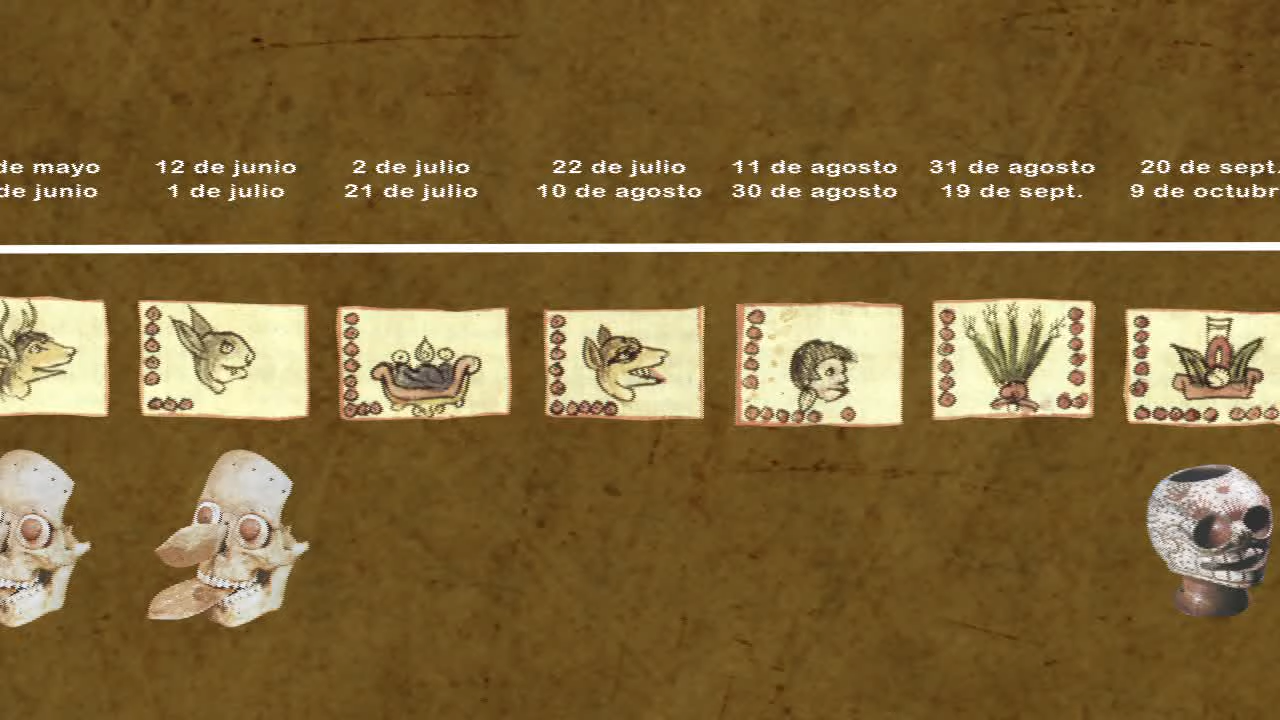 de mayo
de junio
12 de junio
1 de julio
2 de julio
21 de julio
22 de julio
10 de agosto
11 de agosto
30 de agosto
31 de agosto
19 de sept.
20 de sept.
9 de octubr